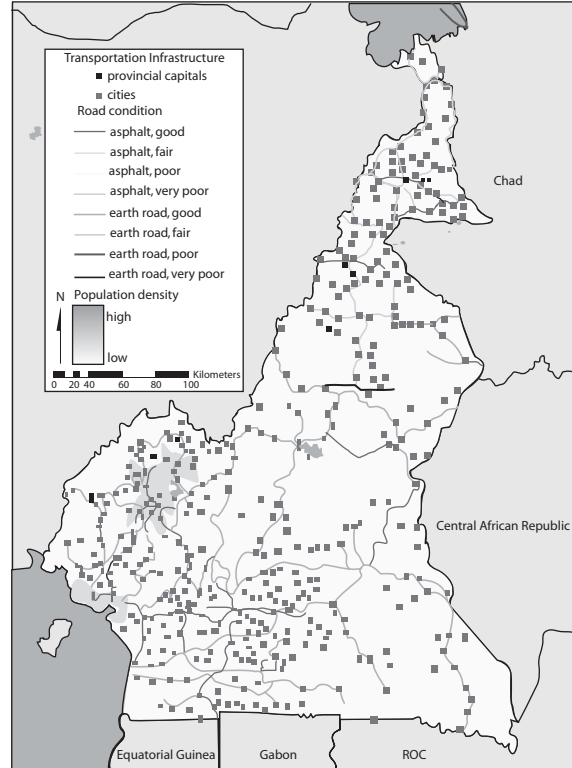 Transportation Infrastructure
provincial capitals
cities
Road condition
asphalt, good
asphalt, fair
asphalt, poor
asphalt, very poor
earth road, good
earth road, fair
earth road, poor
earth road, very poor
N
Population density
high
low
Kilometers
0 20 40 60 80 100
Chad
Central African Republic
Equatorial Guinea
Gabon
ROC